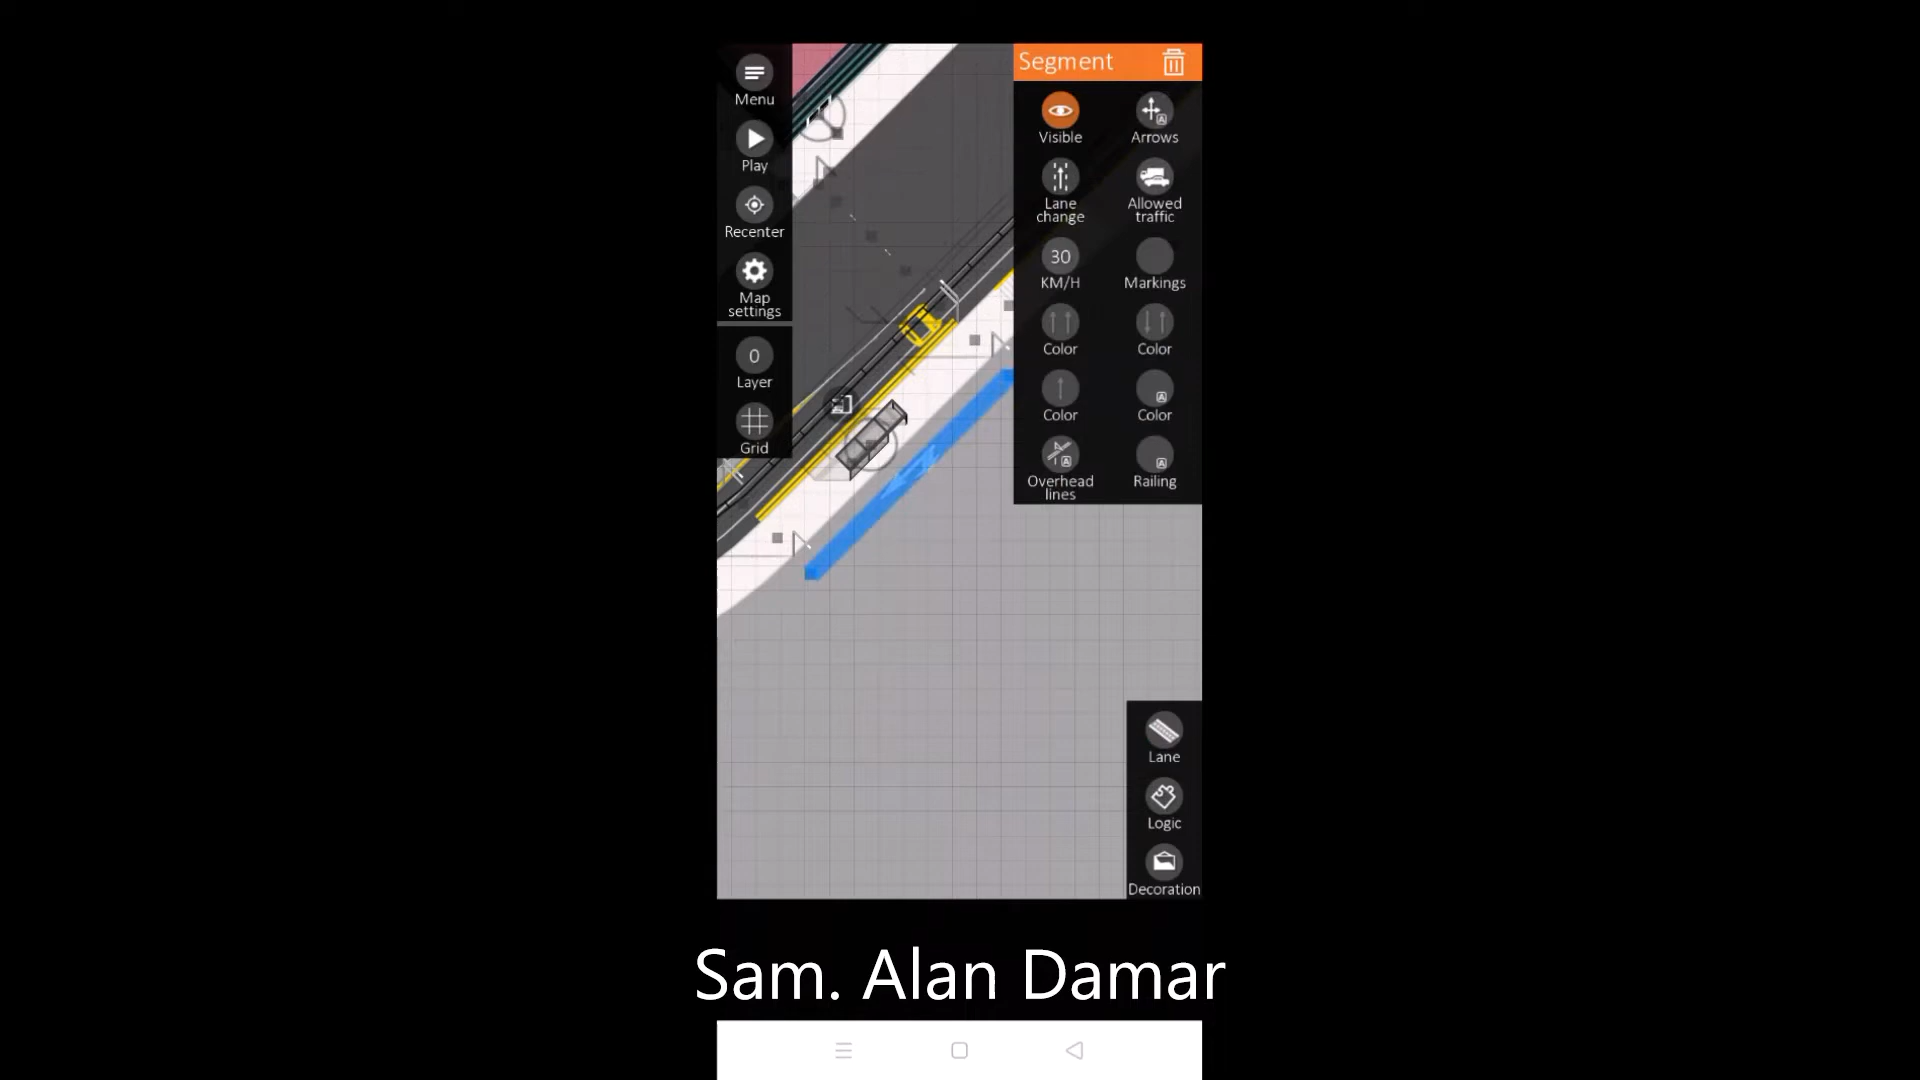 Menu
Play
Recenter
Map
settings
0
Layer
Grid
Segment
Visible
Arrows
Lane
change
Allowed
traffic
30
KM/H
Markings
Color
Color
Color
A
Color
A
Overhead
lines
A
Railing
Lane
Logic
Decoration
Sam. Alan Damar